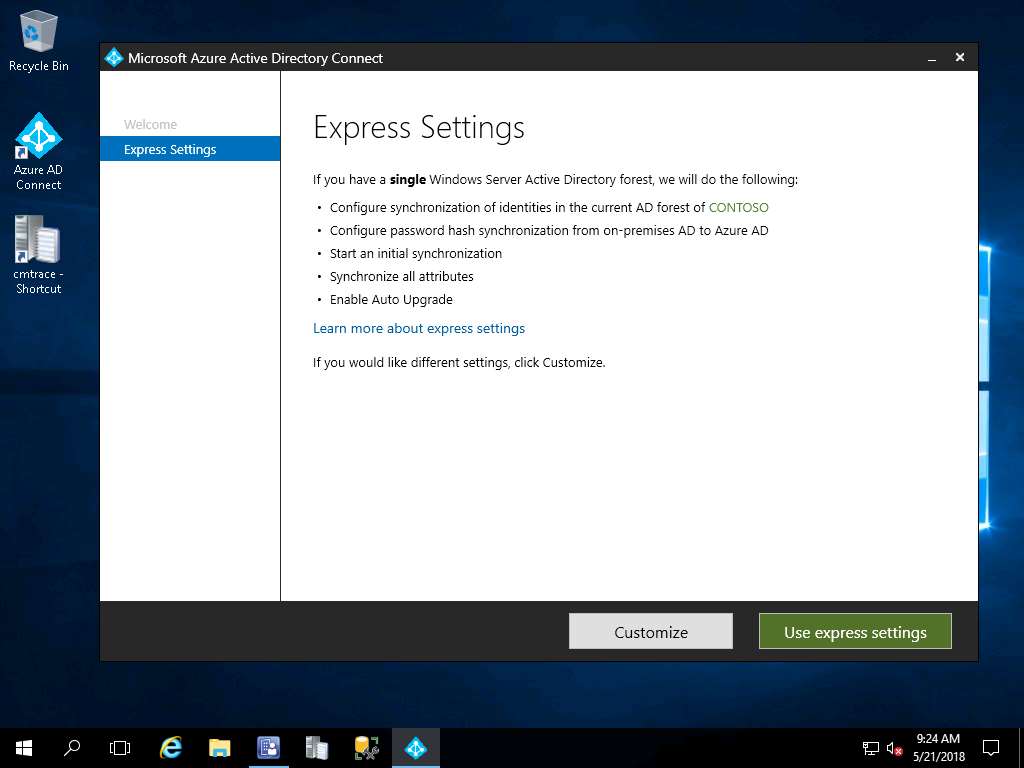 Recycle Bin
Azure AD
Connect
cmtrace -
Shortcut
Microsoft Azure Active Directory Connect
Welcome
Express Settings
Express Settings
If you have a single Windows Server Active Directory forest, we will do the following:
• Configure synchronization of identities in the current AD forest of CONTOSO
• Configure password hash synchronization from on-premises AD to Azure AD
• Start an initial synchronization
• Synchronize all attributes
• Enable Auto Upgrade
Learn more about express settings
If you would like different settings, click Customize.
Customize
Use express settings
9:24 AM
5/21/2018